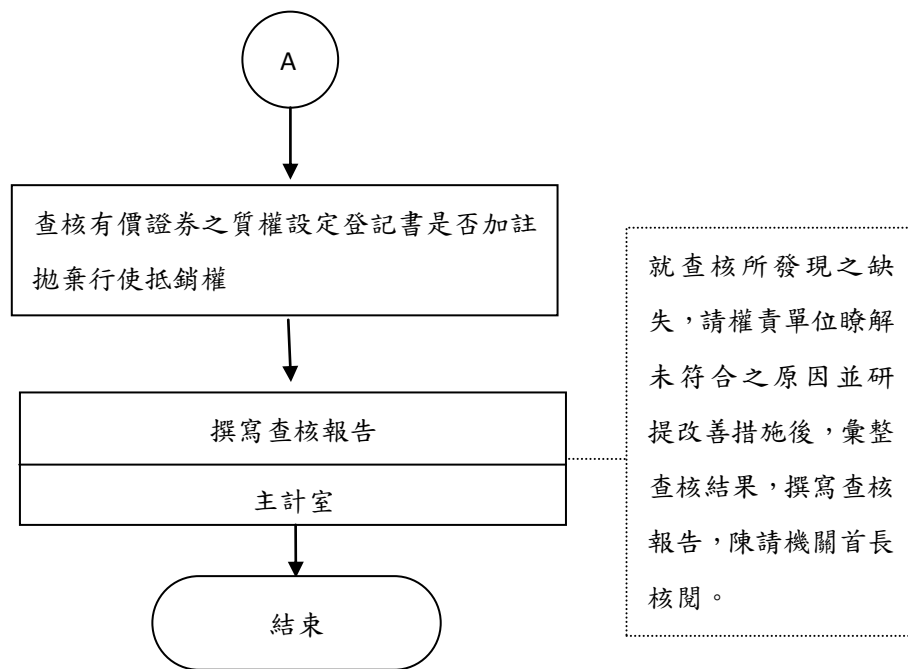 A
查核有價證券之質權設定登記書是否加註
拋棄行使抵銷權
就查核所發現之缺
失，請權責單位瞭解
未符合之原因並研
提改善措施後，彙整
查核結果，撰寫查核
報告，陳請機關首長
核閱。
撰寫查核報告
主計室
結束